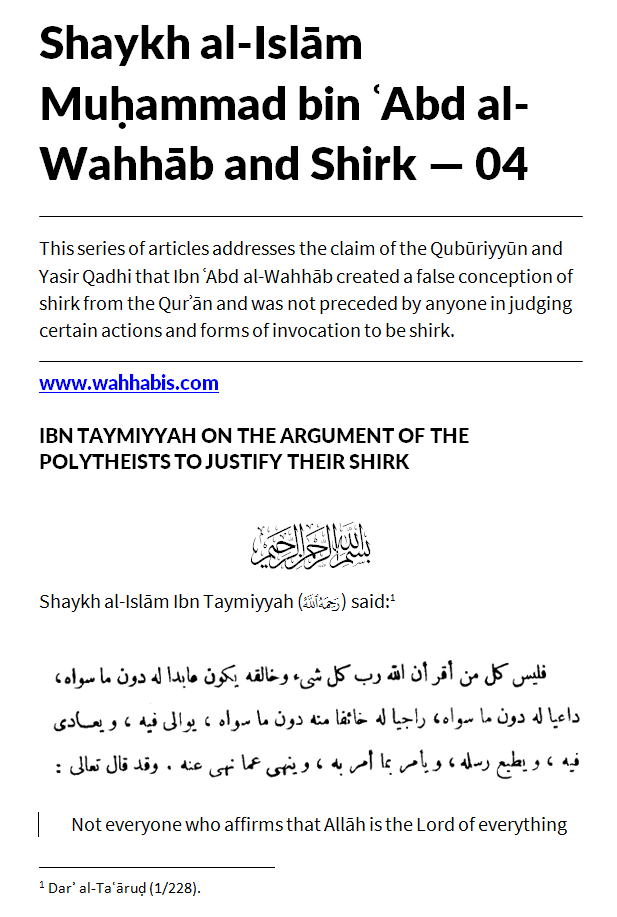 Shaykh al-Islām
Muḥammad bin ʿAbd al-
Wahhāb and Shirk — 04
This series of articles addresses the claim of the Qubūriyyūn and
Yasir Qadhi that Ibn ʿAbd al-Wahhāb created a false conception of
shirk from the Qurʾān and was not preceded by anyone in judging
certain actions and forms of invocation to be shirk.
www.wahhabis.com
IBN TAYMIYYAH ON THE ARGUMENT OF THE
POLYTHEISTS TO JUSTIFY THEIR SHIRK
بسم الله الرحمن الرحيم
Shaykh al-Islām Ibn Taymiyyah (رحمه الله) said:¹
فليس كل من أقر أن الله رب كل شىء وخالقه يكون عابدا له دون ما سواه،
داعيا له دون ما سواه، راجيا له خائفا منه دون ما سواه ، يوالى فيه ، ويعادى
فيه ، ويطيع رسله، ويأمر بما أمر به ، وينهى عما نهى عنه . وقد قال تعالى :
Not everyone who affirms that Allāh is the Lord of everything
¹ Darʾ al-Taʿāruḍ (1/228).